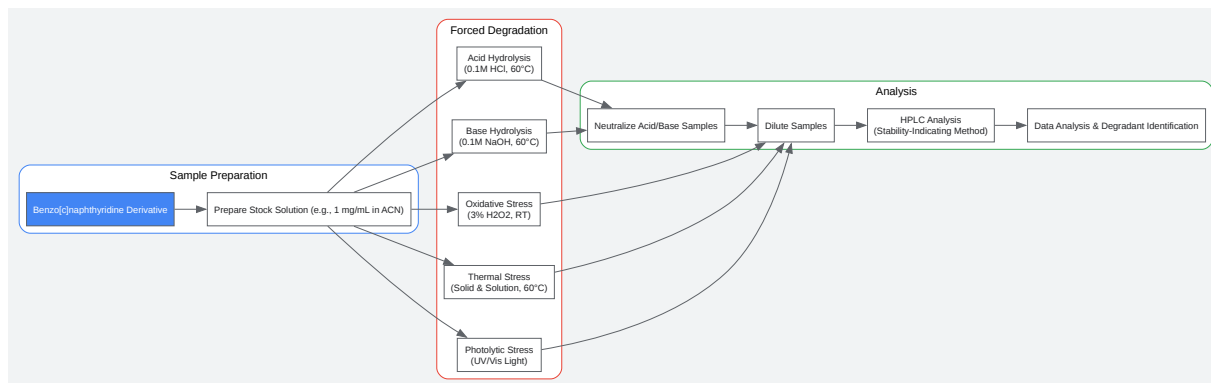 Sample Preparation
Benzo[c]naphthyridine Derivative
Prepare Stock Solution (e.g., 1 mg/mL in ACN)
Forced Degradation
Acid Hydrolysis
(0.1M HCl, 60°C)
Base Hydrolysis
(0.1M NaOH, 60°C)
Oxidative Stress
(3% H2O2, RT)
Thermal Stress
(Solid & Solution, 60°C)
Photolytic Stress
(UV/Vis Light)
Analysis
Neutralize Acid/Base Samples
Dilute Samples
HPLC Analysis
(Stability-Indicating Method)
Data Analysis & Degradant Identification